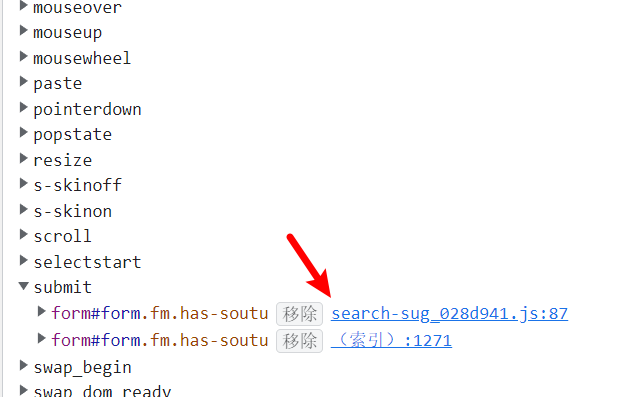 mouseover
mouseup
mousewheel
paste
pointerdown
popstate
resize
s-skinoff
s-skinon
scroll
selectstart
submit
form#form.fm.has-soutu 移除 search-sug_028d941.js:87
form#form.fm.has-soutu 移除 （索引）:1271
swap_begin
swap_dom_ready